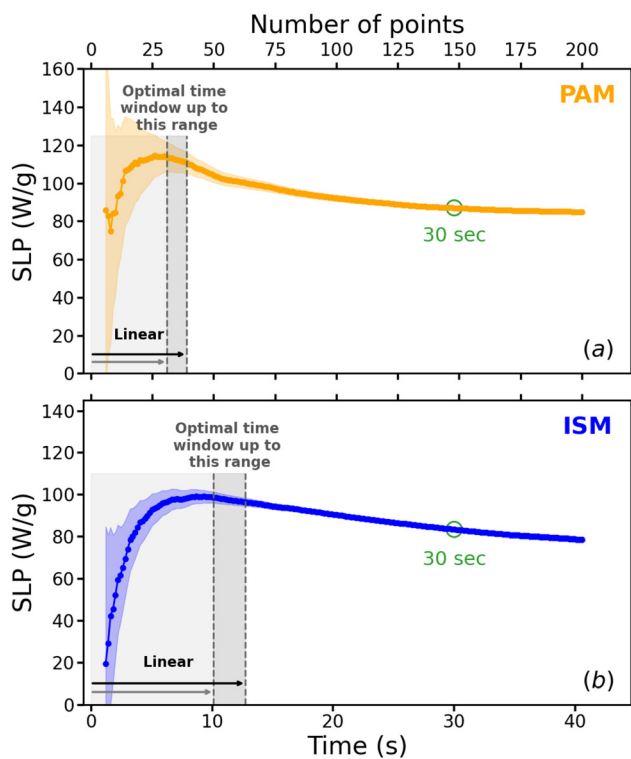 Number of points
0 25 50 75 100 125 150 175 200
160
140
120
100
80
60
40
20
0
SLP (W/g)
Optimal time
window up to
this range
PAM
30 sec
Linear
(a)
140
120
100
80
60
40
20
0
SLP (W/g)
Optimal time
window up to
this range
ISM
30 sec
Linear
(b)
0 10 20 30 40
Time (s)